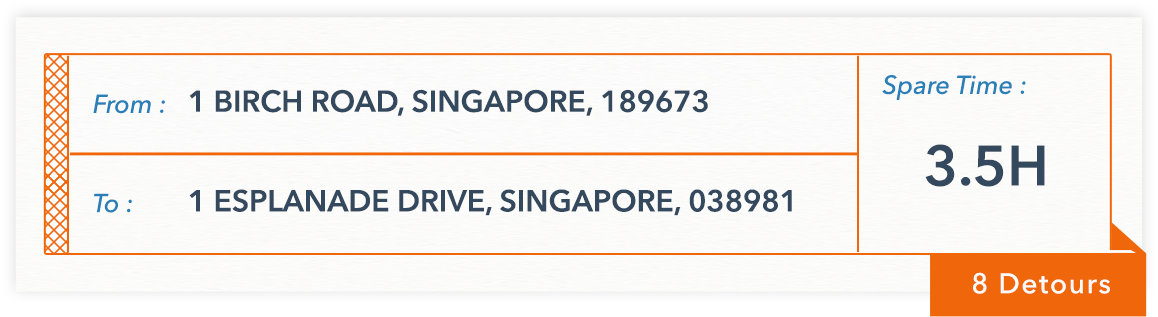 From :
1 BIRCH ROAD, SINGAPORE, 189673
To :
1 ESPLANADE DRIVE, SINGAPORE, 038981
Spare Time :
3.5H
8 Detours